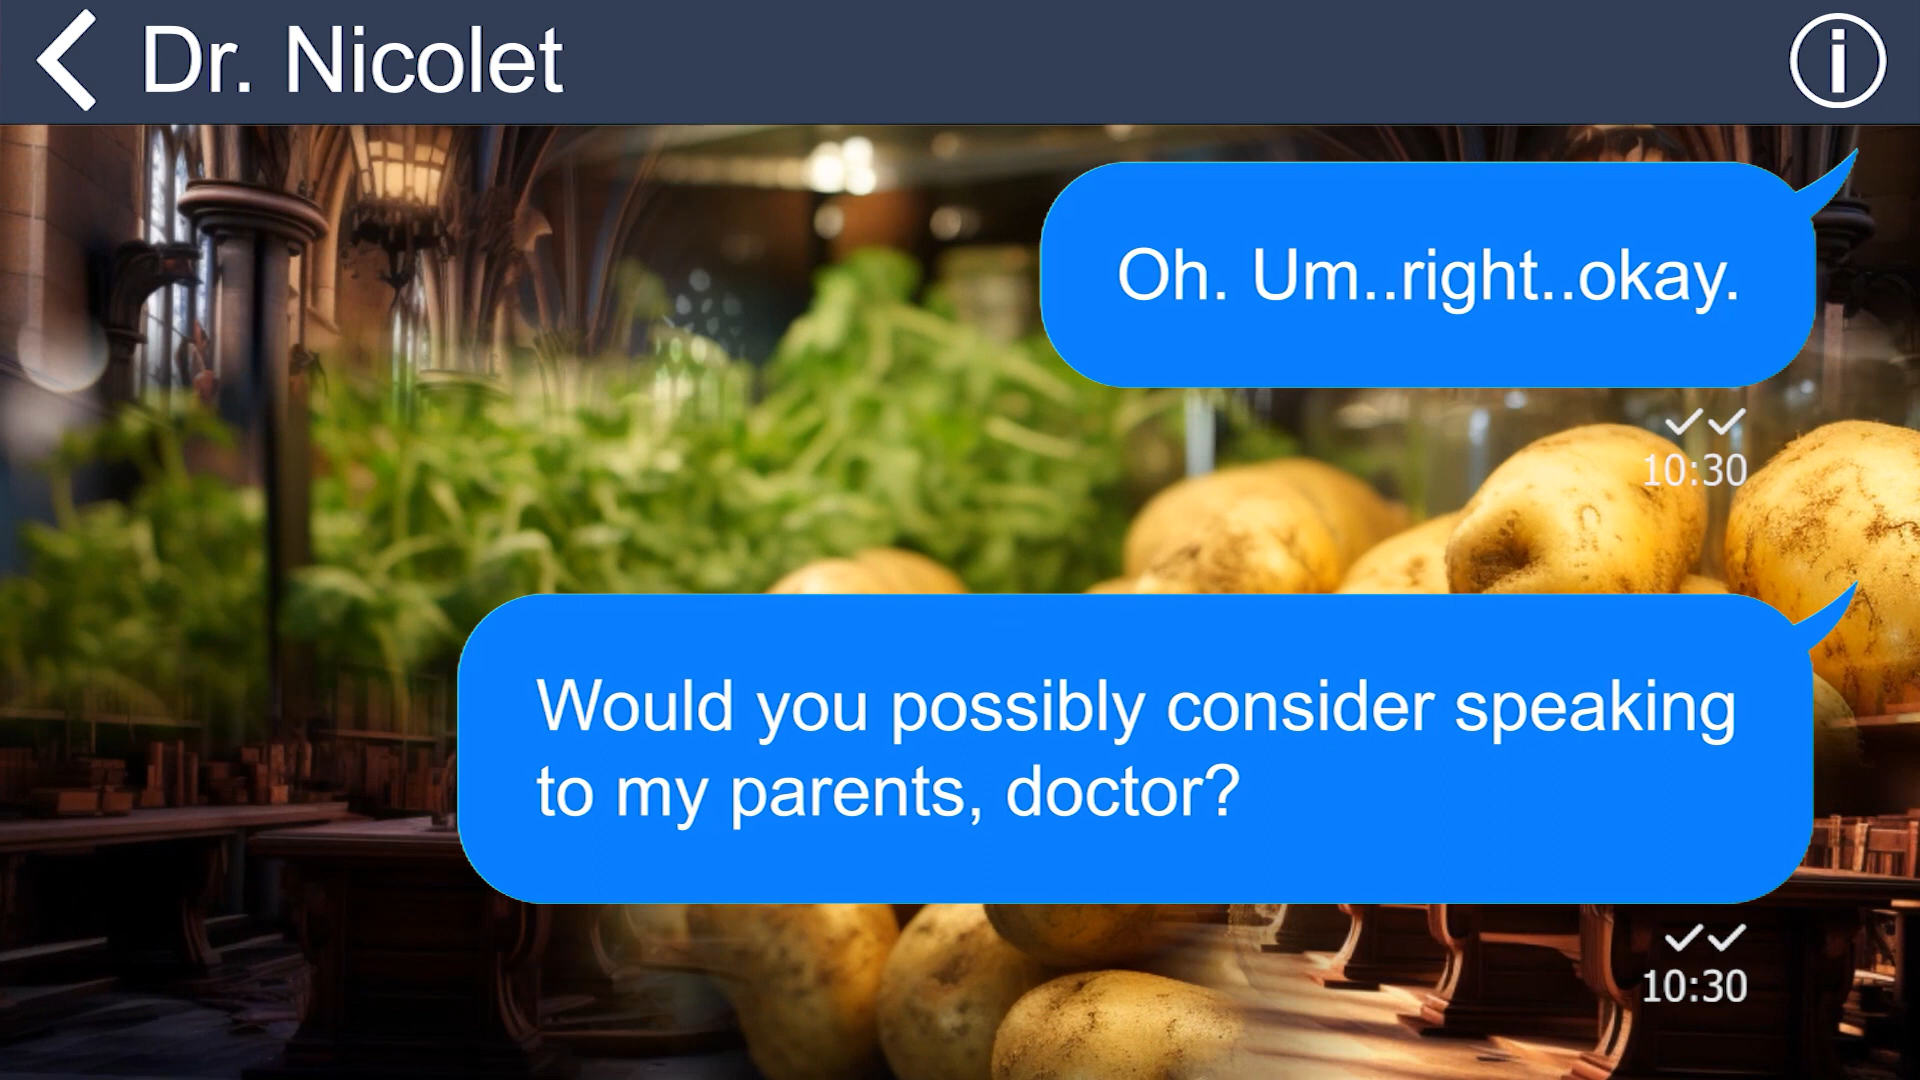 Dr. Nicolet
Oh. Um..right..okay.
10:30
Would you possibly consider speaking
to my parents, doctor?
10:30